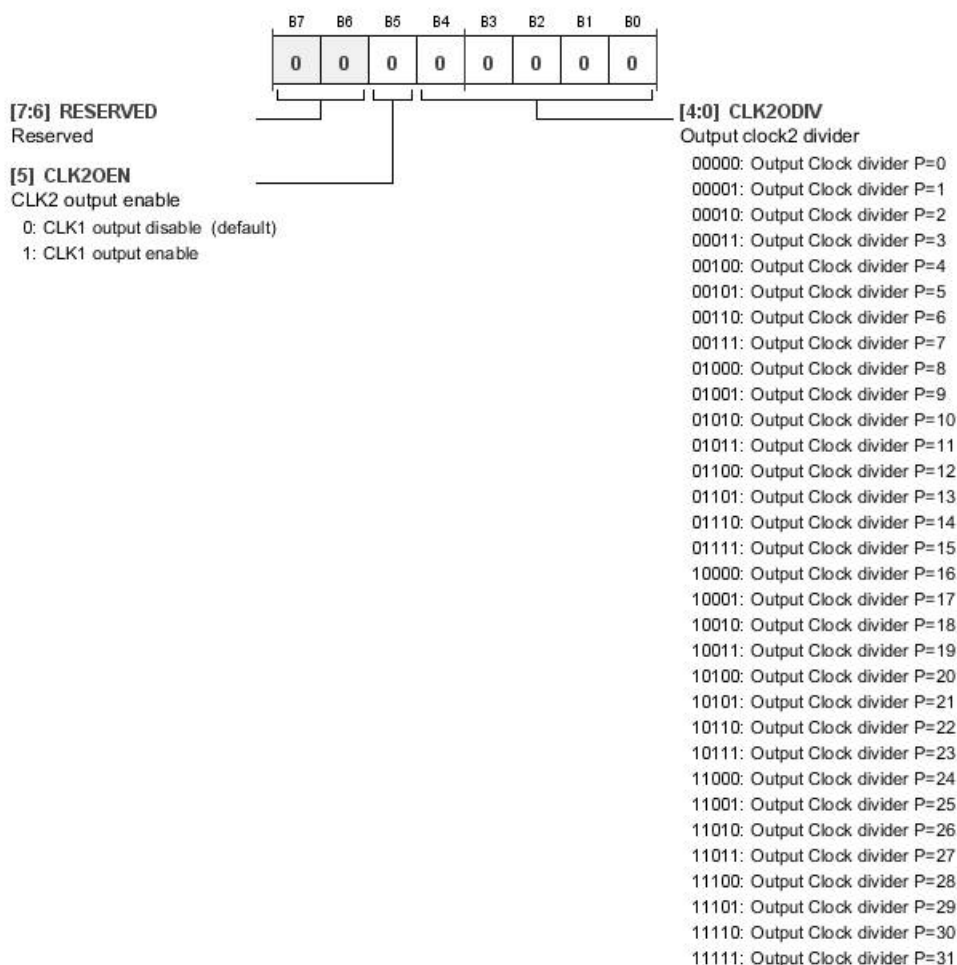 B7 B6 B5 B4 B3 B2 B1 B0
0 0 0 0 0 0 0 0
[7:6] RESERVED
Reserved
[5] CLK2OEN
CLK2 output enable
0: CLK1 output disable (default)
1: CLK1 output enable
[4:0] CLK2ODIV
Output clock2 divider
00000: Output Clock divider P=0
00001: Output Clock divider P=1
00010: Output Clock divider P=2
00011: Output Clock divider P=3
00100: Output Clock divider P=4
00101: Output Clock divider P=5
00110: Output Clock divider P=6
00111: Output Clock divider P=7
01000: Output Clock divider P=8
01001: Output Clock divider P=9
01010: Output Clock divider P=10
01011: Output Clock divider P=11
01100: Output Clock divider P=12
01101: Output Clock divider P=13
01110: Output Clock divider P=14
01111: Output Clock divider P=15
10000: Output Clock divider P=16
10001: Output Clock divider P=17
10010: Output Clock divider P=18
10011: Output Clock divider P=19
10100: Output Clock divider P=20
10101: Output Clock divider P=21
10110: Output Clock divider P=22
10111: Output Clock divider P=23
11000: Output Clock divider P=24
11001: Output Clock divider P=25
11010: Output Clock divider P=26
11011: Output Clock divider P=27
11100: Output Clock divider P=28
11101: Output Clock divider P=29
11110: Output Clock divider P=30
11111: Output Clock divider P=31